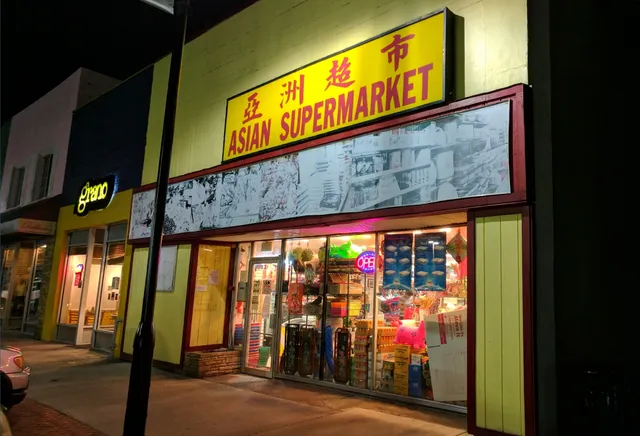 亞洲超市
ASIAN SUPERMARKET
grano
OPEN